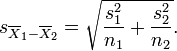 s_{\overline{X}_1-\overline{X}_2} = \sqrt{\frac{s_1^2}{n_1} + \frac{s_2^2}{n_2}}.